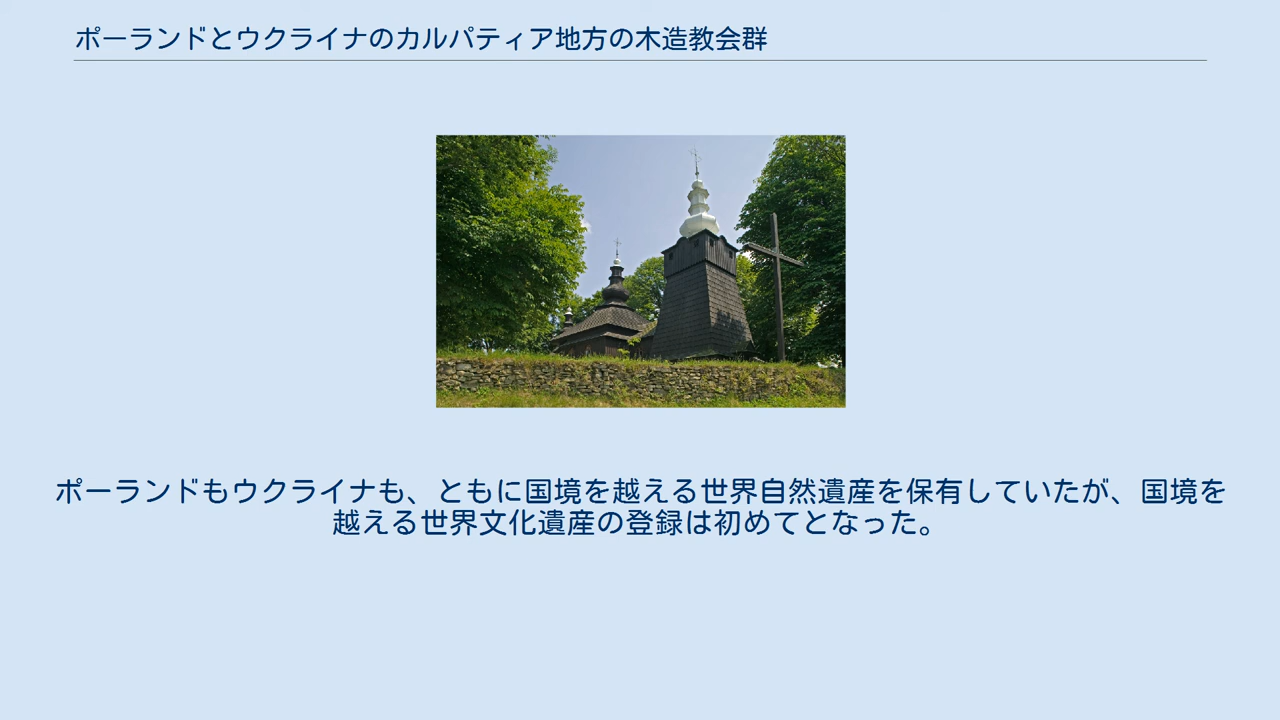 ポーランドとウクライナのカルパティア地方の木造教会群
ポーランドもウクライナも、ともに国境を越える世界自然遺産を保有していたが、国境を
越える世界文化遺産の登録は初めてとなった。